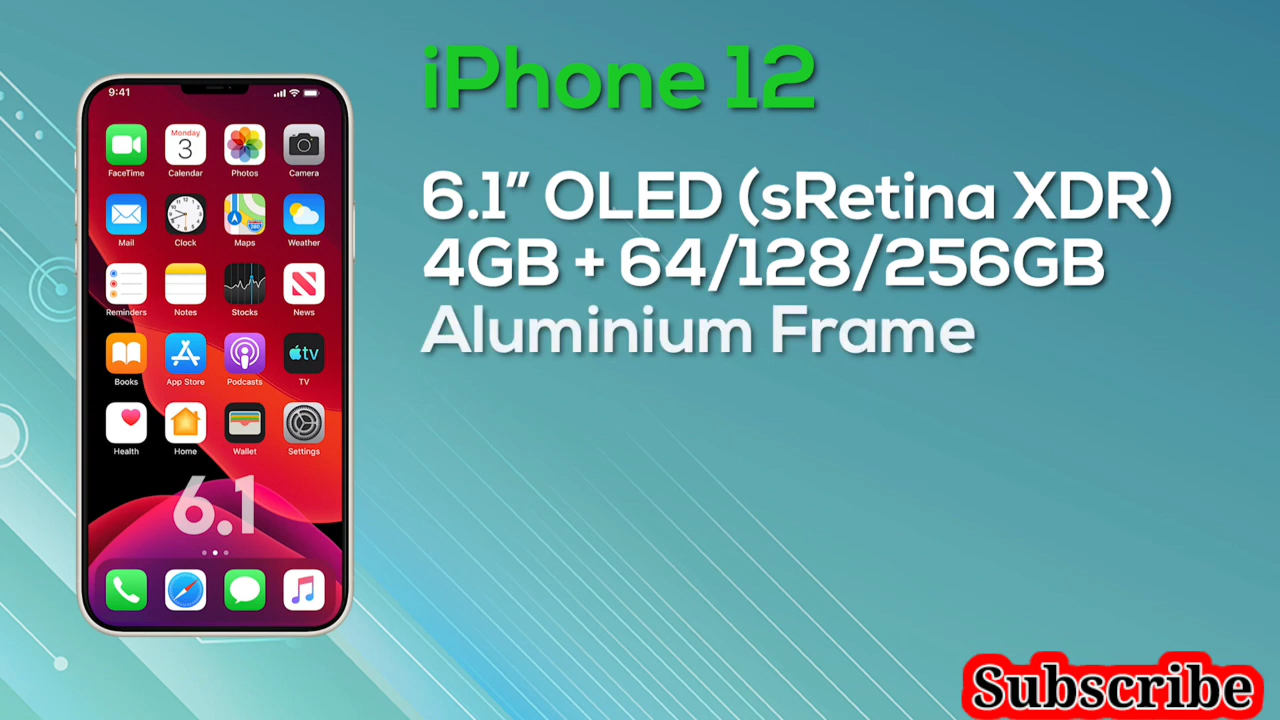 iPhone 12
6.1” OLED (sRetina XDR)
4GB + 64/128/256GB
Aluminium Frame
9:41
FaceTime
Monday
3
Calendar
Photos
Camera
Mail
Clock
Maps
Weather
Reminders
Notes
Stocks
News
Books
App Store
Podcasts
tv
TV
Health
Home
Wallet
Settings
6.1
Subscribe